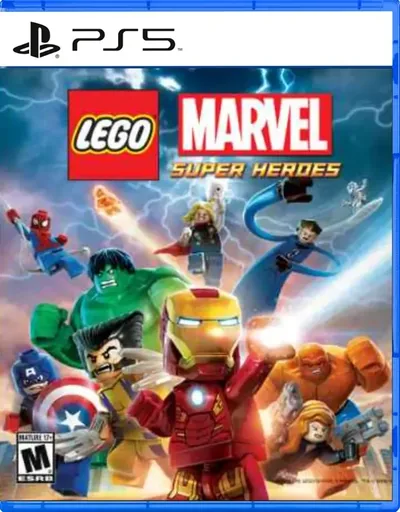 PS5
LEGO
MARVEL
SUPER HEROES
MATURE 17+
M
ESRB